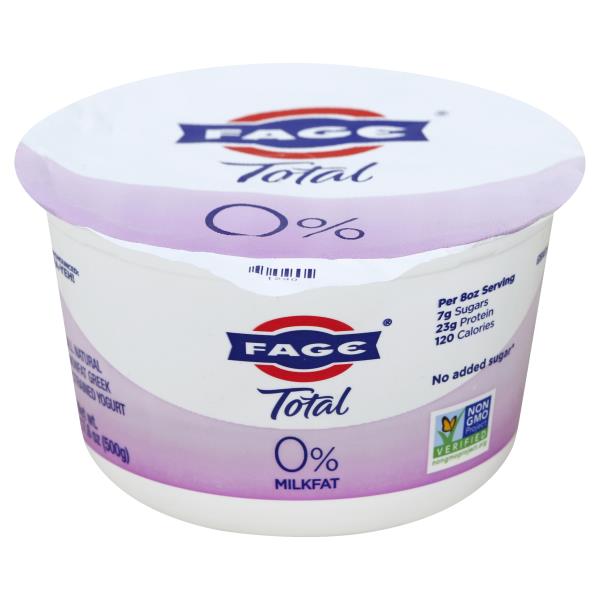 FAGE
Total
0%
FAGE
®
Total
0%
MILKFAT
NATURAL
GREEK
YOGURT
(500g)
Per 8oz Serving
7g Sugars
23g Protein
120 Calories
No added sugar*
NON
GMO
Project
VERIFIED
nongmoproject.org